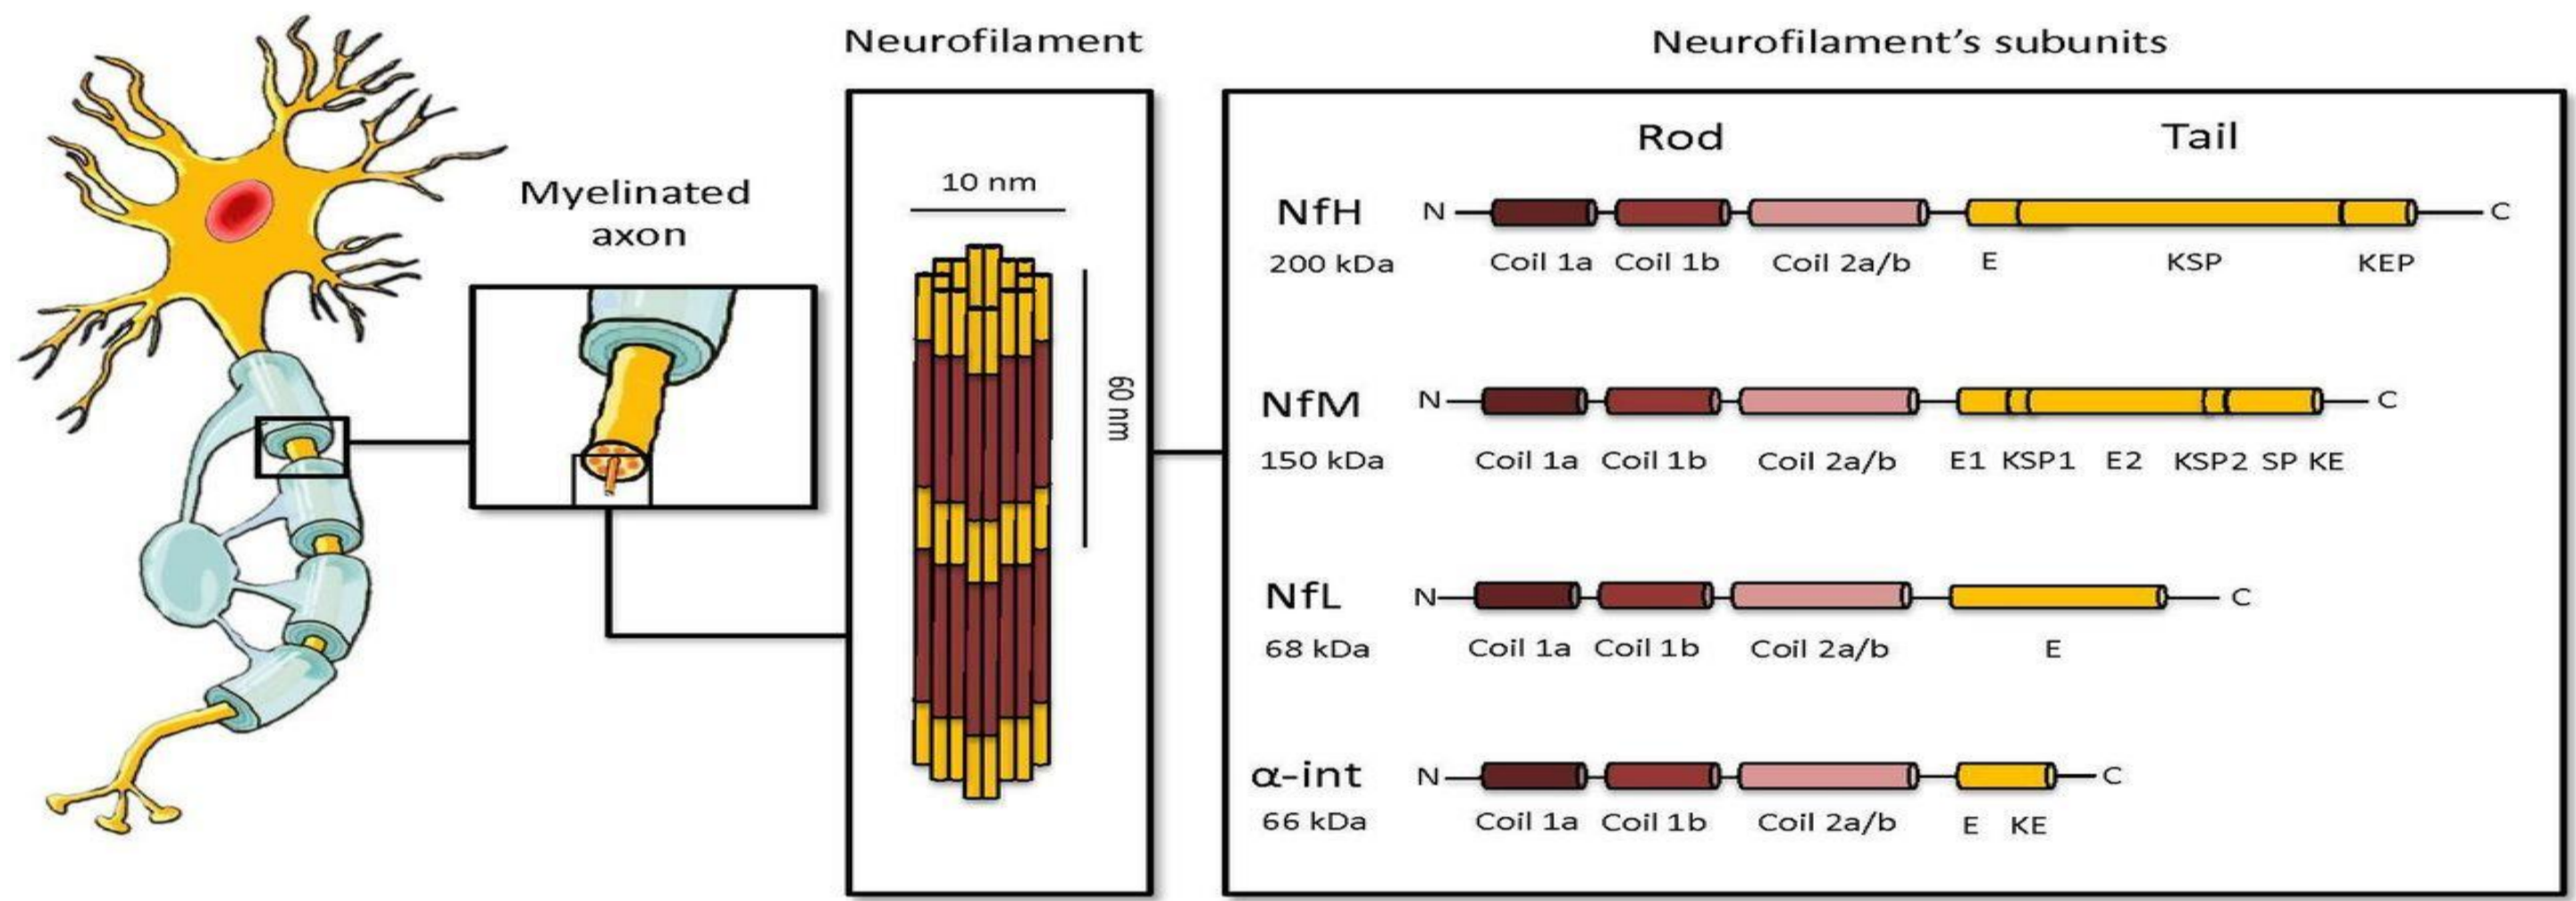 Neurofilament
Neurofilament's subunits
Myelinated
axon
10 nm
60 nm
Rod
Tail
NfH
200 kDa
N
C
Coil 1a
Coil 1b
Coil 2a/b
E
KSP
KEP
NfM
150 kDa
N
C
Coil 1a
Coil 1b
Coil 2a/b
E1
KSP1
E2
KSP2
SP
KE
NfL
68 kDa
N
C
Coil 1a
Coil 1b
Coil 2a/b
E
α-int
66 kDa
N
C
Coil 1a
Coil 1b
Coil 2a/b
E
KE